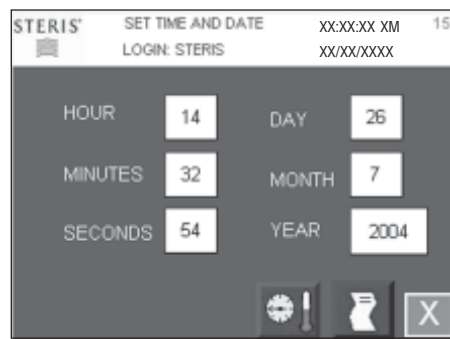 STERIS® SET TIME AND DATE XX:XX:XX XM 15
LOGIN: STERIS XX/XX/XXXX
HOUR 14 DAY 26
MINUTES 32 MONTH 7
SECONDS 54 YEAR 2004
X